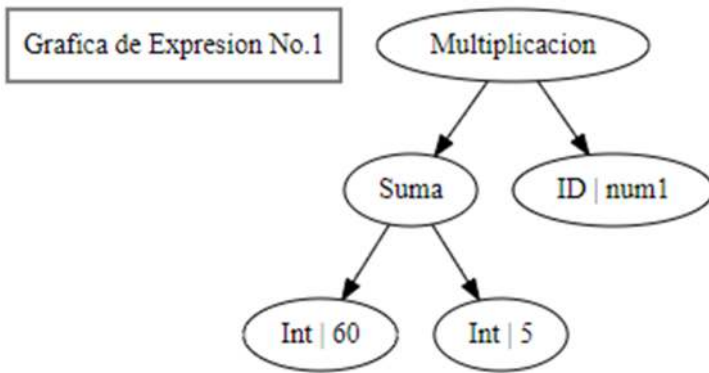 Grafica de Expresion No.1
Multiplicacion
Suma
ID | num1
Int | 60
Int | 5